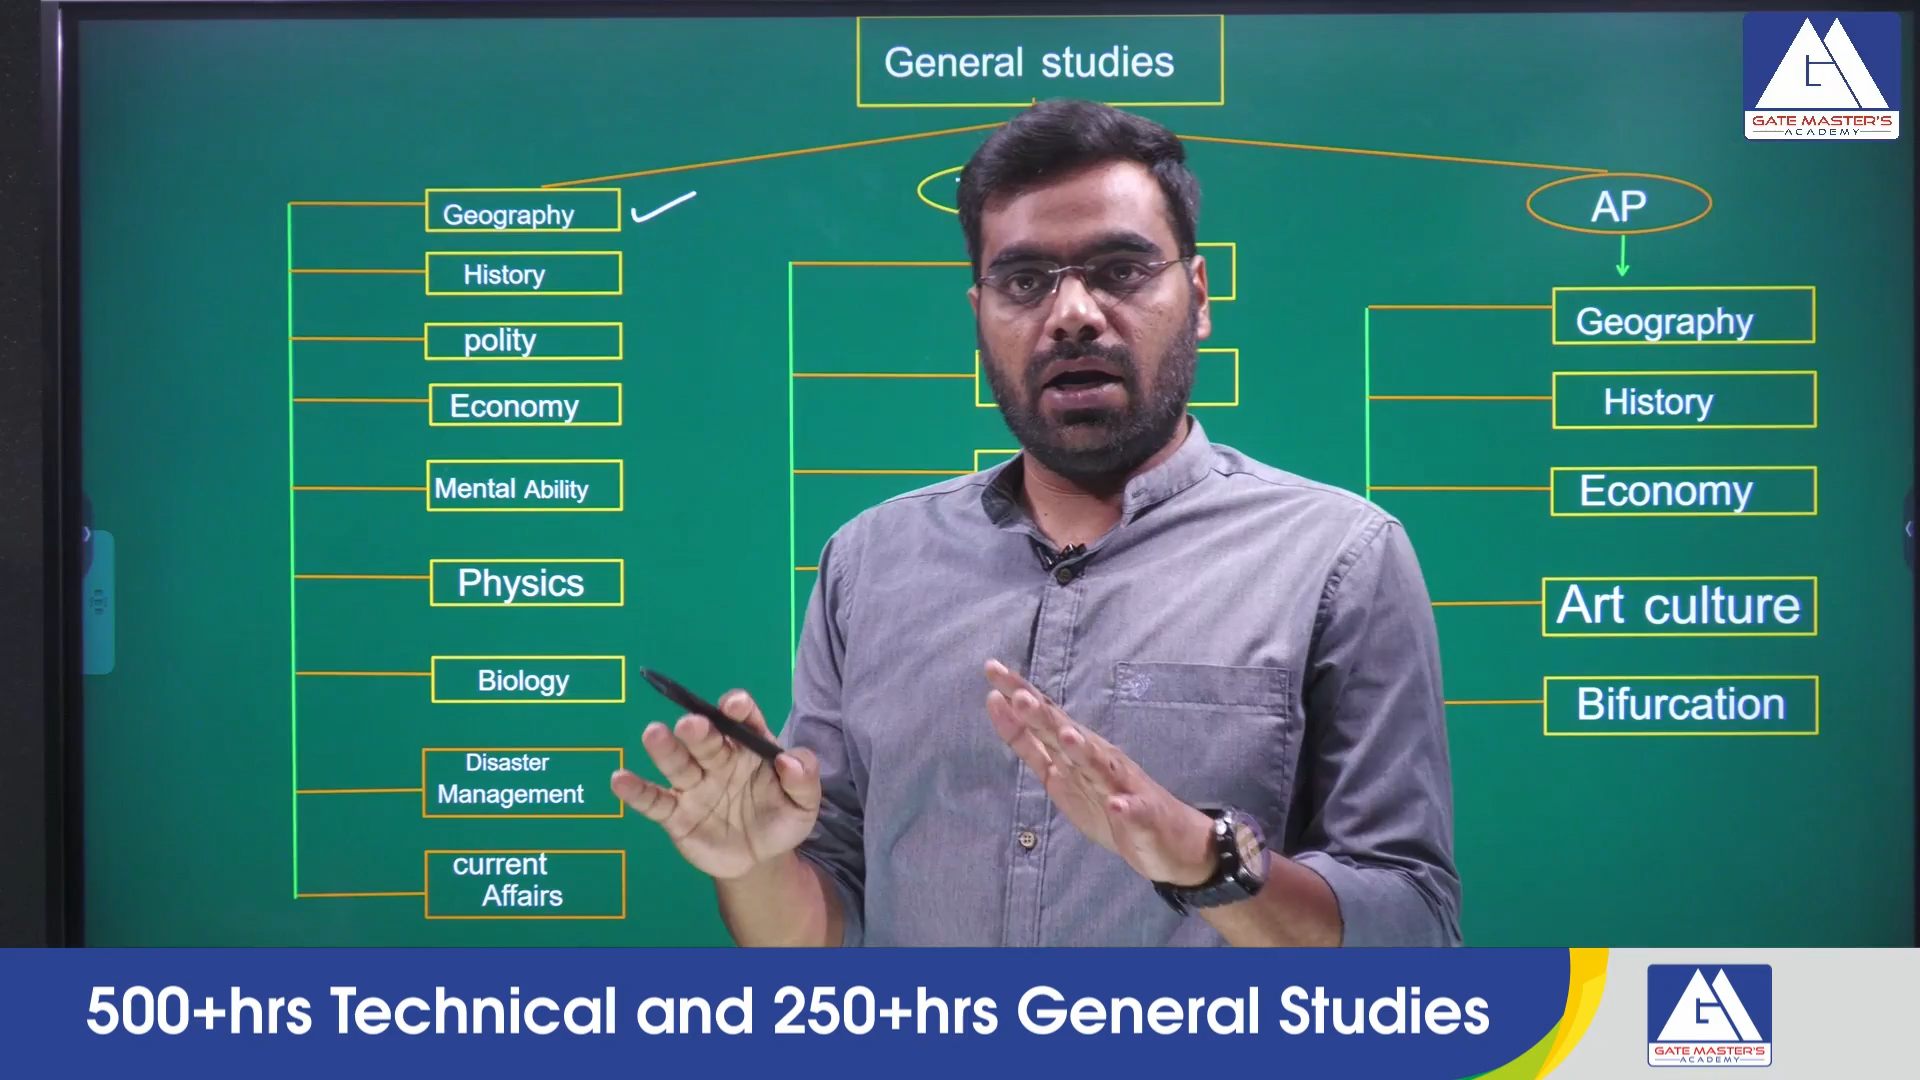 General studies
GATE MASTER'S
ACADEMY
Geography
History
polity
Economy
Mental Ability
Physics
Biology
Disaster
Management
current
Affairs
AP
Geography
History
Economy
Art culture
Bifurcation
500+hrs Technical and 250+hrs General Studies
GATE MASTER'S
ACADEMY